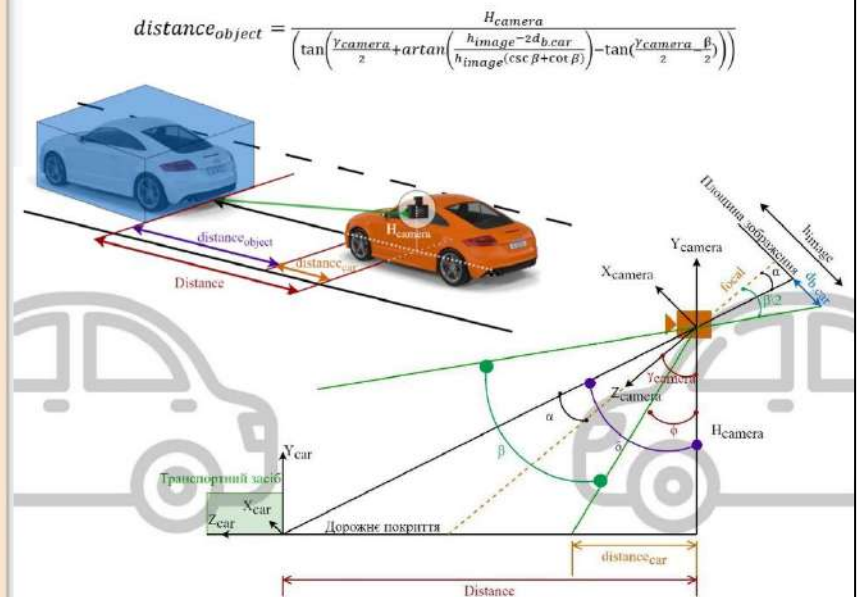 distance_object = H_camera / (tan(γ_camera/2 + artan((h_image − 2d_b.car)/(h_image(csc β + cot β))) − tan(γ_camera/2 − β/2)))
H_camera
distance_object
distance_car
Distance
Площина зображення
himage
Y_camera
X_camera
focal
α
d_b.car
β\2
γ_camera
Z_camera
α
φ
H_camera
δ
β
Y_car
Транспортний засіб
X_car
Z_car
Дорожнє покриття
distance_car
Distance